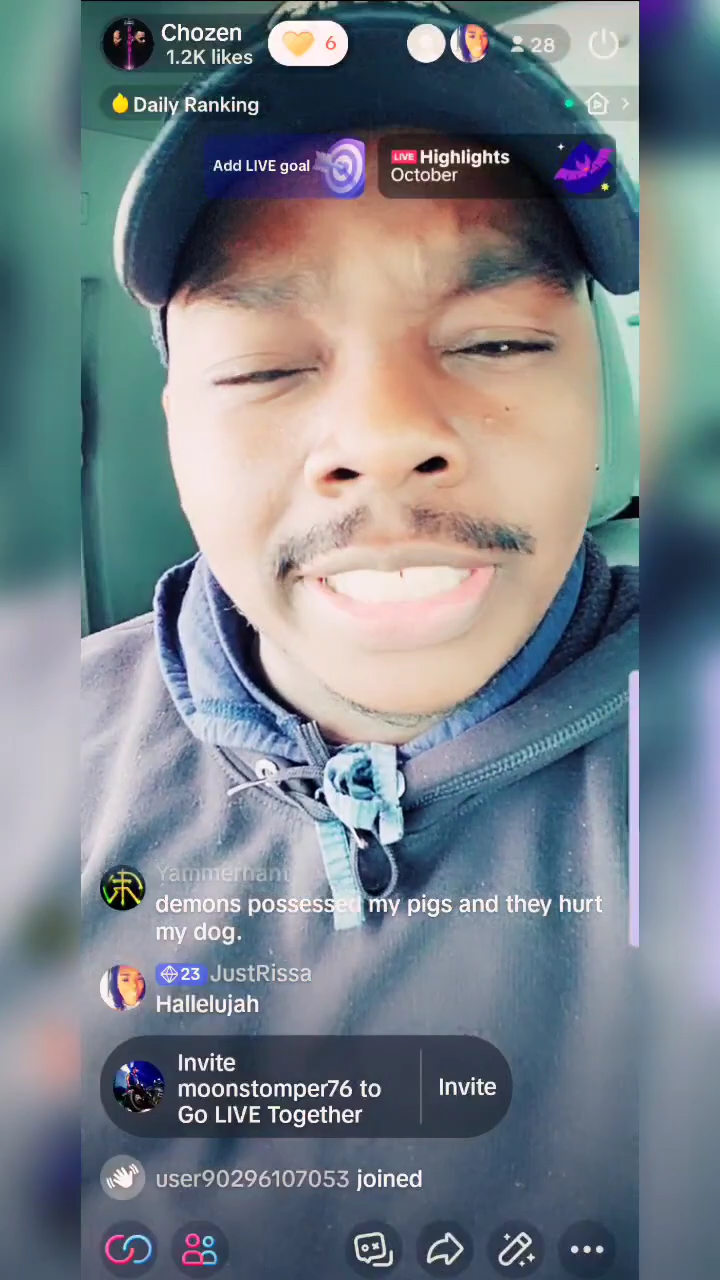 Chozen
1.2K likes
6
28
Daily Ranking
Add LIVE goal
LIVE Highlights
October
Yammernant
demons possessed my pigs and they hurt
my dog.
23 JustRissa
Hallelujah
Invite
moonstomper76 to
Go LIVE Together
Invite
user90296107053 joined